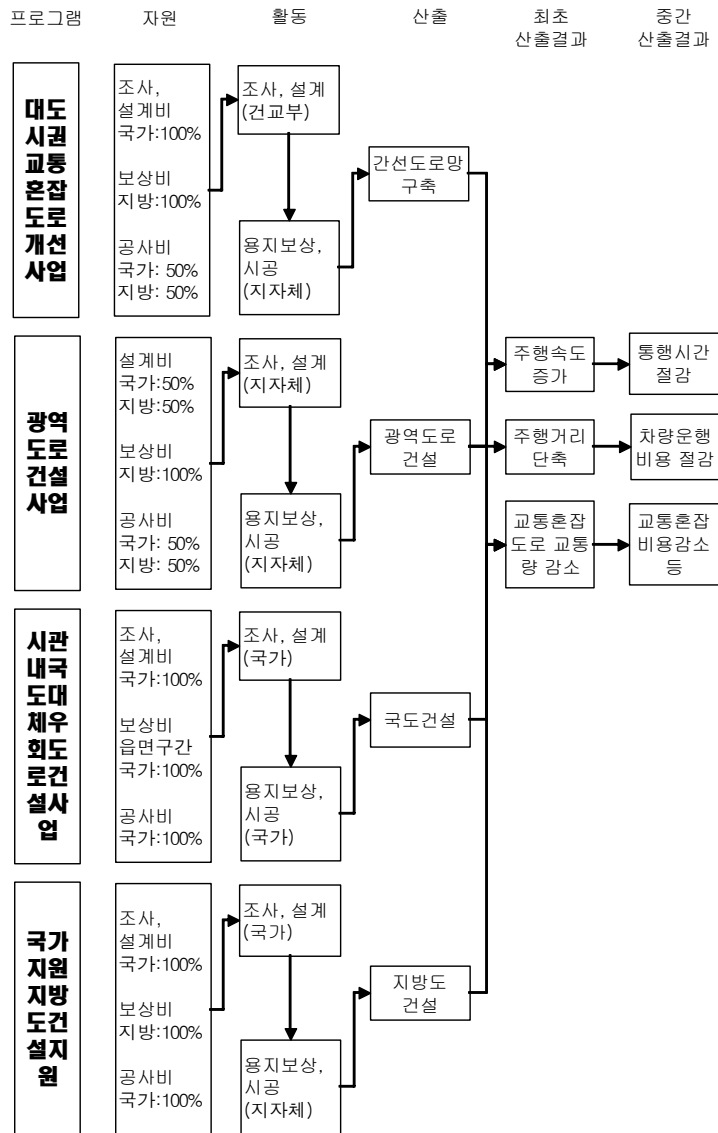 프로그램 자원 활동 산출 최초 중간
산출결과 산출결과
대도
시권
교통
혼잡
도로
개선
사업
조사,
설계비
국가:100%
보상비
지방:100%
공사비
국가: 50%
지방: 50%
조사, 설계
(건교부)
용지보상,
시공
(지자체)
간선도로망
구축
광역
도로
건설
사업
설계비
국가:50%
지방:50%
보상비
지방:100%
공사비
국가: 50%
지방: 50%
조사, 설계
(지자체)
용지보상,
시공
(지자체)
광역도로
건설
주행속도
증가
통행시간
절감
주행거리
단축
차량운행
비용 절감
교통혼잡
도로 교통
량 감소
교통혼잡
비용감소
등
시관
내국
도대
체우
회도
로건
설사
업
조사,
설계비
국가:100%
보상비
읍면구간
국가:100%
공사비
국가:100%
조사, 설계
(국가)
용지보상,
시공
(국가)
국도건설
국가
지원
지방
도건
설지
원
조사,
설계비
국가:100%
보상비
지방:100%
공사비
국가:100%
조사, 설계
(국가)
용지보상,
시공
(지자체)
지방도
건설